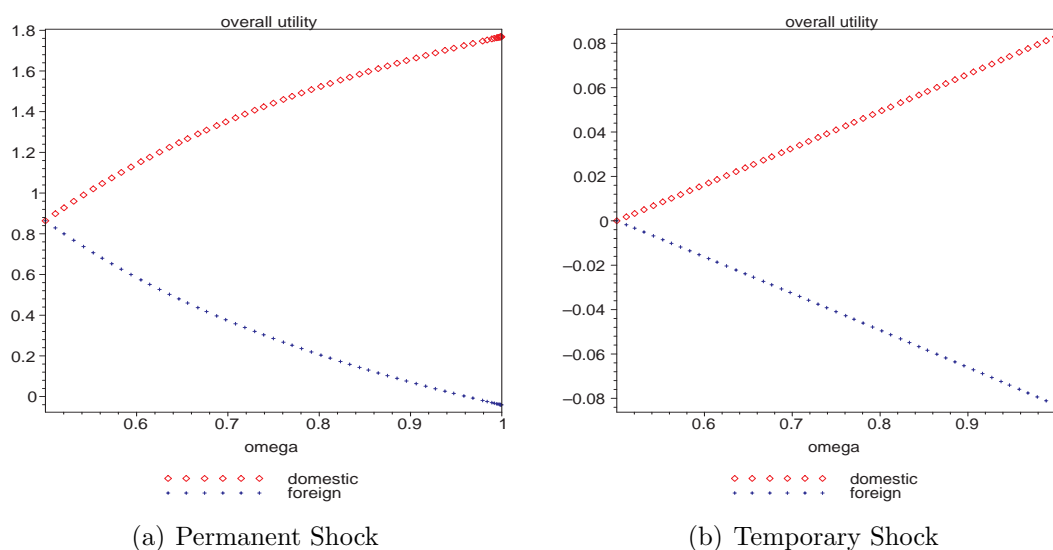 overall utility
1.8
1.6
1.4
1.2
1
0.8
0.6
0.4
0.2
0
0.6 0.7 0.8 0.9 1
omega
domestic
foreign
(a) Permanent Shock
overall utility
0.08
0.06
0.04
0.02
0
–0.02
–0.04
–0.06
–0.08
0.6 0.7 0.8 0.9
omega
domestic
foreign
(b) Temporary Shock